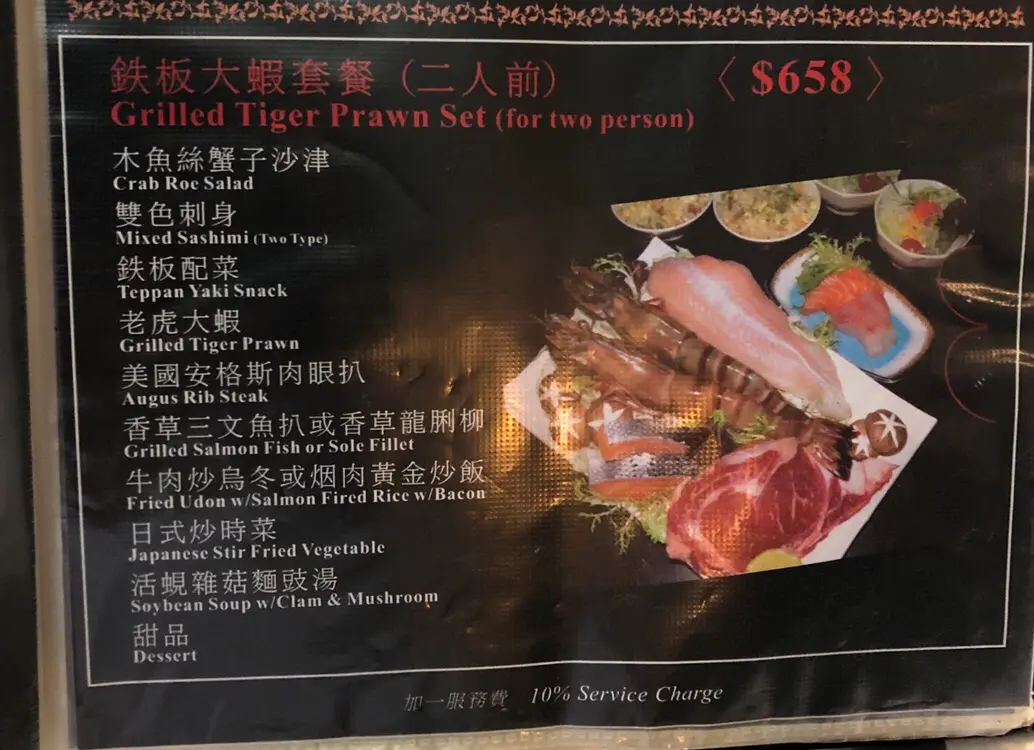 鉄板大蝦套餐（二人前） 〈 $658 〉
Grilled Tiger Prawn Set (for two person)
木魚絲蟹子沙津
Crab Roe Salad
雙色刺身
Mixed Sashimi (Two Type)
鉄板配菜
Teppan Yaki Snack
老虎大蝦
Grilled Tiger Prawn
美國安格斯肉眼扒
Augus Rib Steak
香草三文魚扒或香草龍脷柳
Grilled Salmon Fish or Sole Fillet
牛肉炒烏冬或烟肉黃金炒飯
Fried Udon w/Salmon Fired Rice w/Bacon
日式炒時菜
Japanese Stir Fried Vegetable
活蜆雜菇麵豉湯
Soybean Soup w/Clam & Mushroom
甜品
Dessert
加一服務費 10% Service Charge